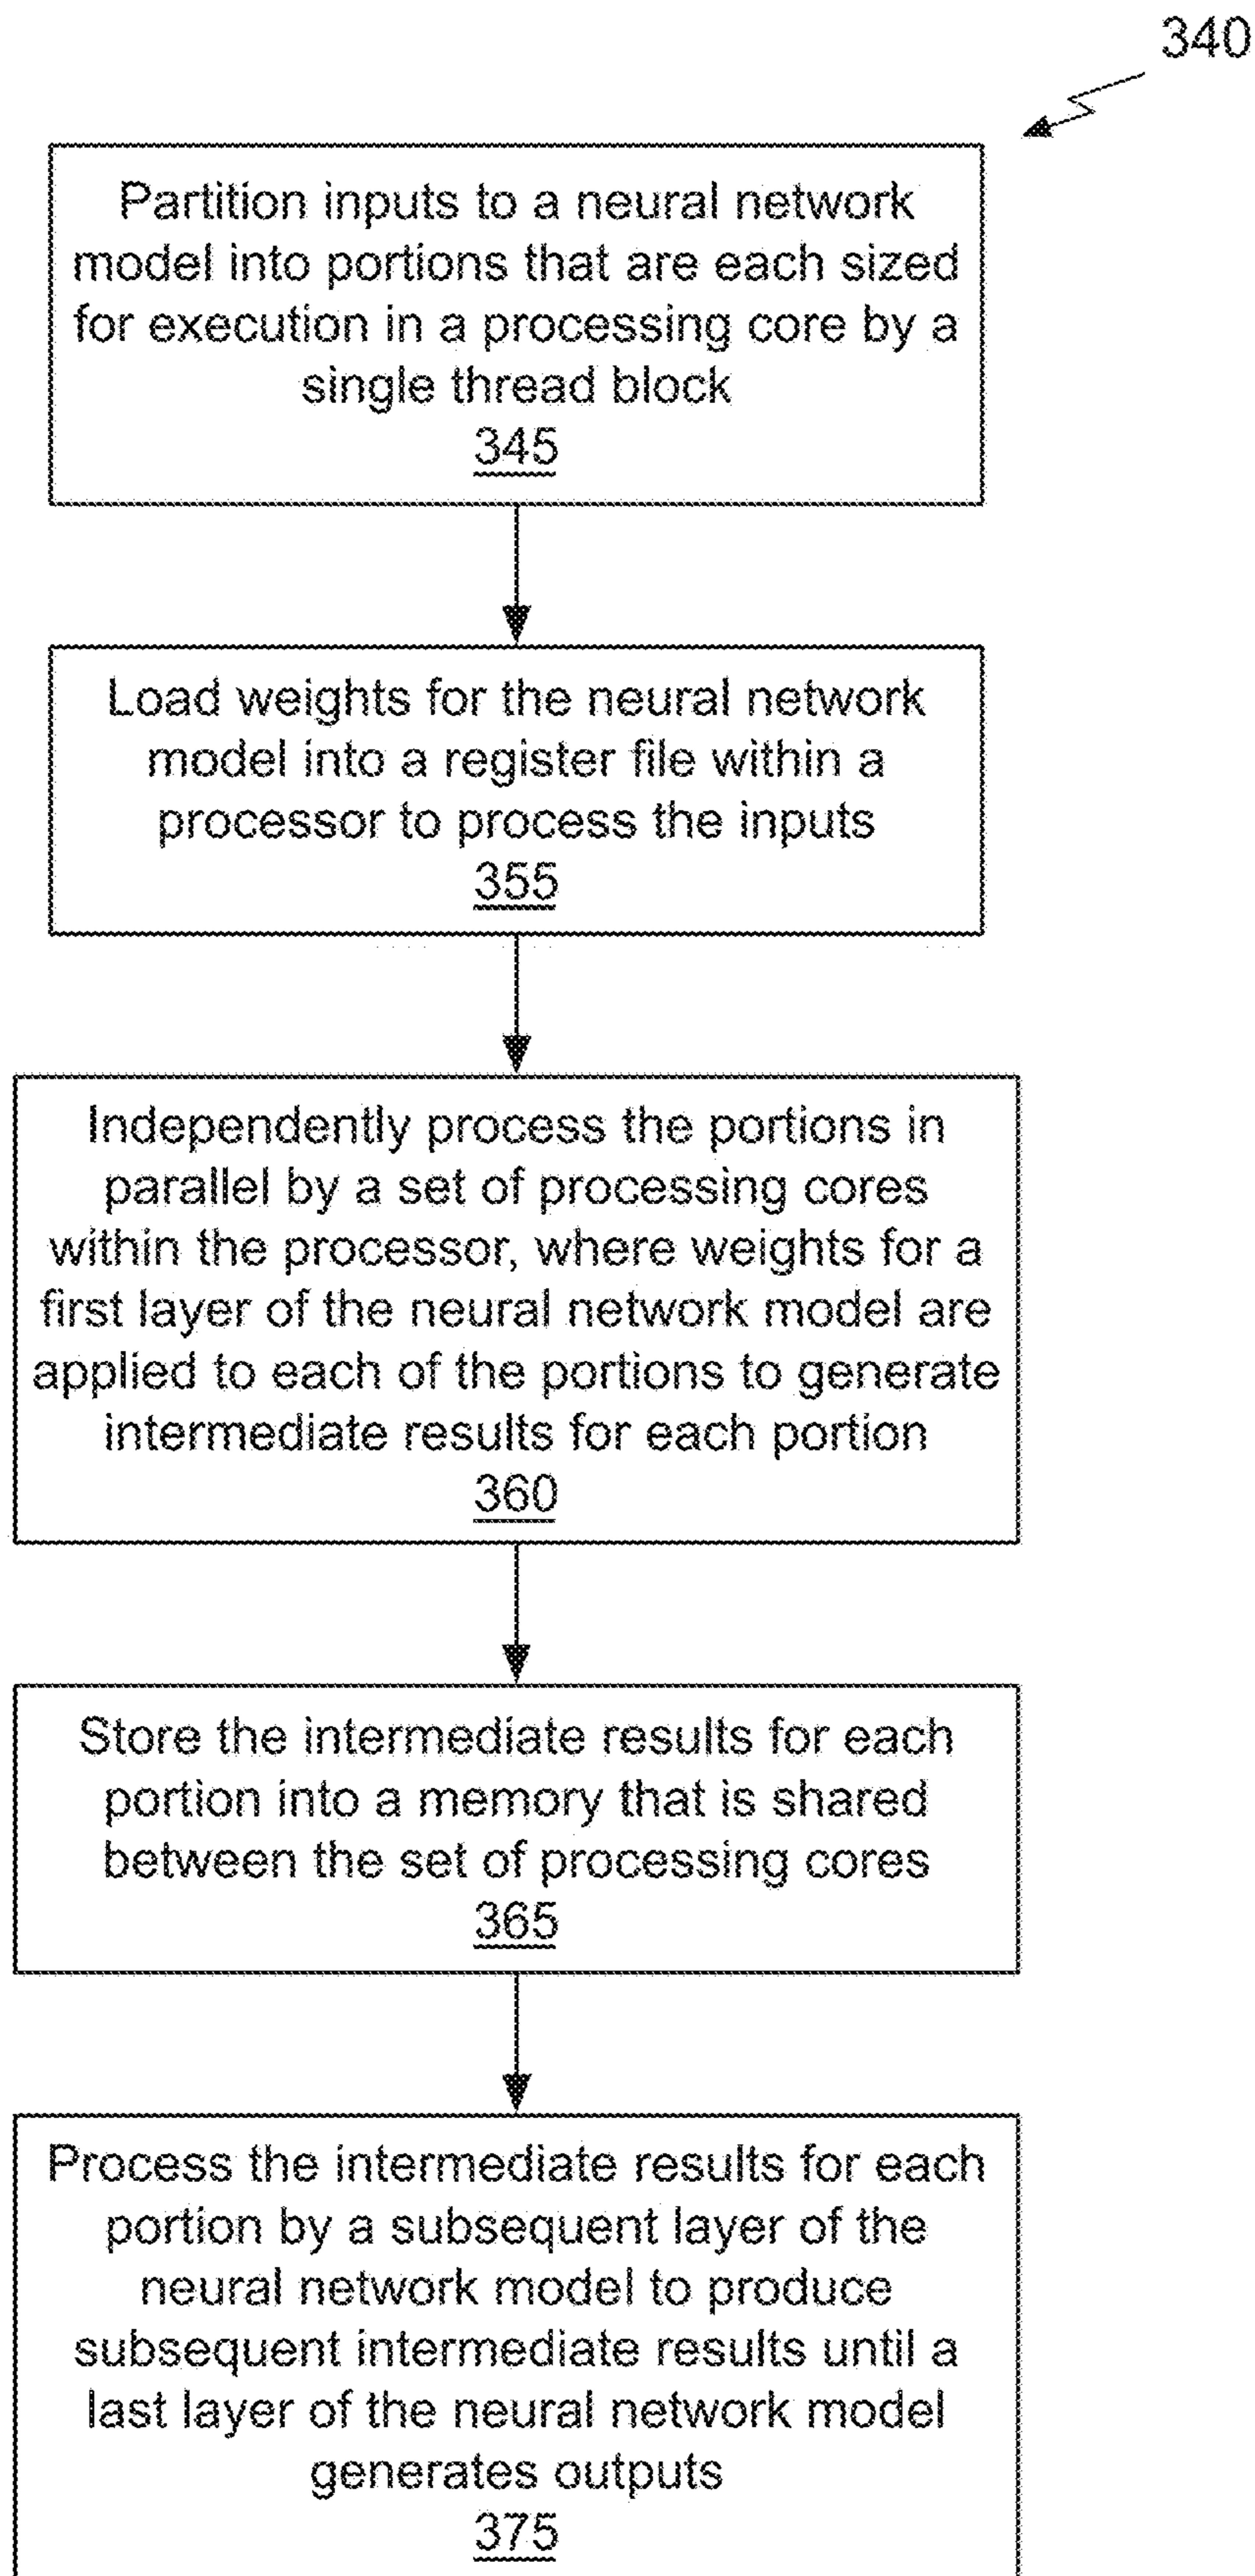 340
Partition inputs to a neural network
model into portions that are each sized
for execution in a processing core by a
single thread block
345
Load weights for the neural network
model into a register file within a
processor to process the inputs
355
Independently process the portions in
parallel by a set of processing cores
within the processor, where weights for a
first layer of the neural network model are
applied to each of the portions to generate
intermediate results for each portion
360
Store the intermediate results for each
portion into a memory that is shared
between the set of processing cores
365
Process the intermediate results for each
portion by a subsequent layer of the
neural network model to produce
subsequent intermediate results until a
last layer of the neural network model
generates outputs
375